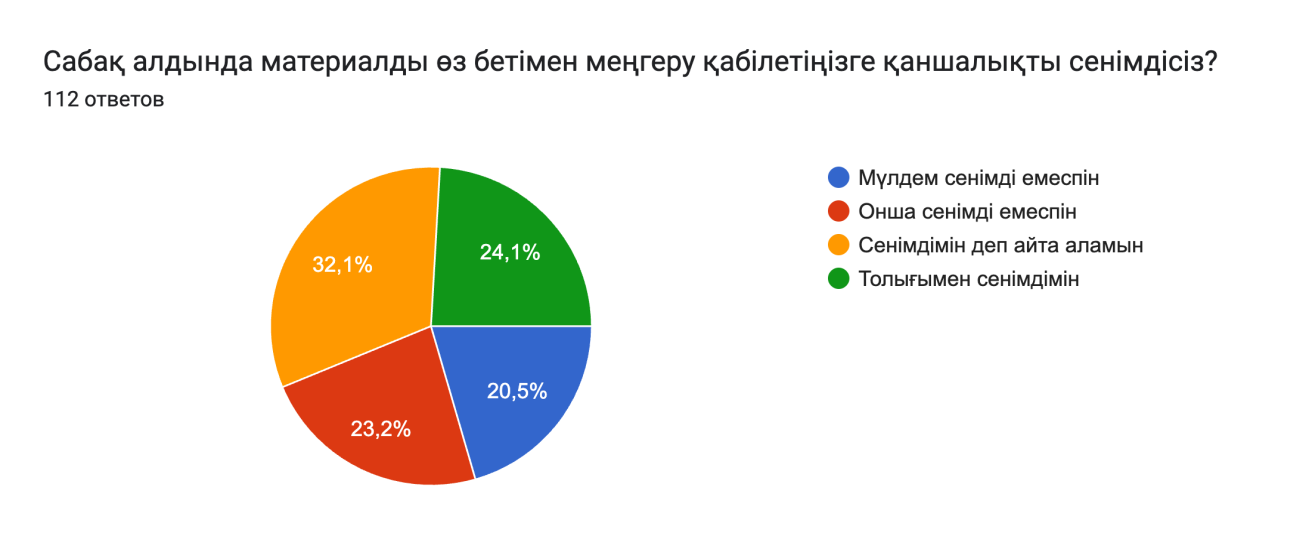 Сабақ алдында материалды өз бетімен меңгеру қабілетіңізге қаншалықты сенімдісіз?
112 ответов
Мүлдем сенімді емеспін
Онша сенімді емеспін
Сенімдімін деп айта аламын
Толығымен сенімдімін
32,1%
24,1%
20,5%
23,2%